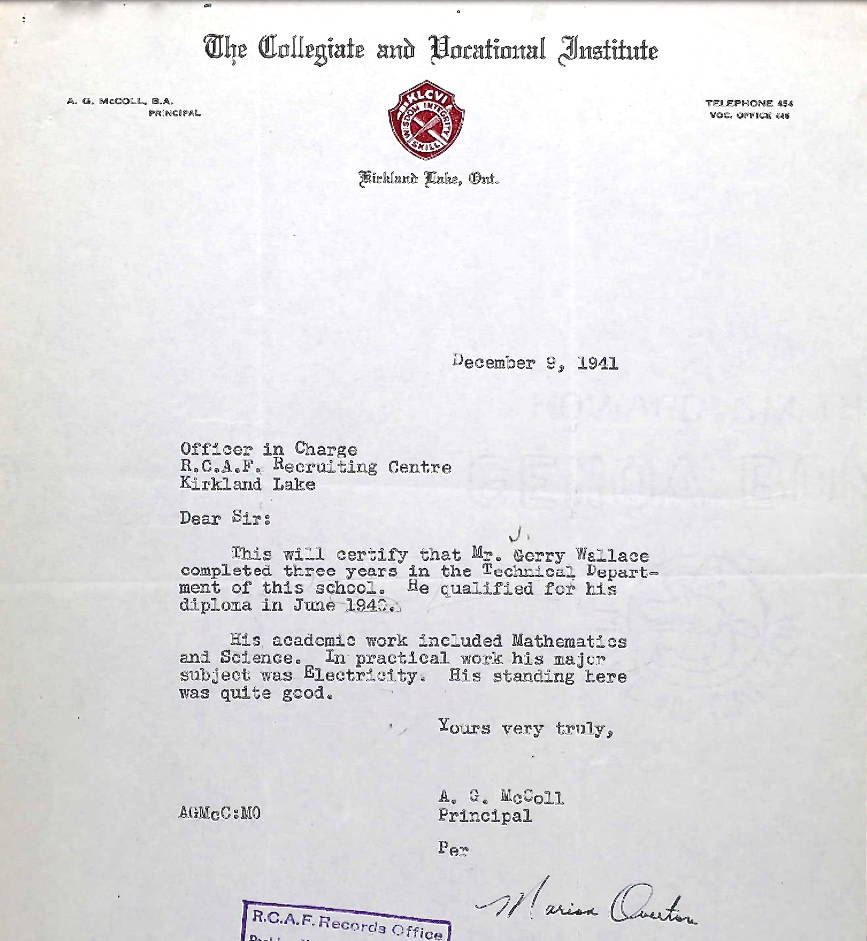 The Collegiate and Vocational Institute
A. G. McCOLL, B.A.
PRINCIPAL
TELEPHONE 454
VOC. OFFICE
KLCVI
WISDOM INTEGRITY
SKILL
Kirkland Lake, Ont.
December 9, 1941
Officer in Charge
R.C.A.F. Recruiting Centre
Kirkland Lake
Dear Sir:
J.
This will certify that Mr. Gerry Wallace
completed three years in the Technical Depart-
ment of this school. He qualified for his
diploma in June 1940.
His academic work included Mathematics
and Science. In practical work his major
subject was Electricity. His standing here
was quite good.
Yours very truly,
A. G. McColl
AGMcC:MO
Principal
Per
Marion Overton
R.C.A.F. Records Office